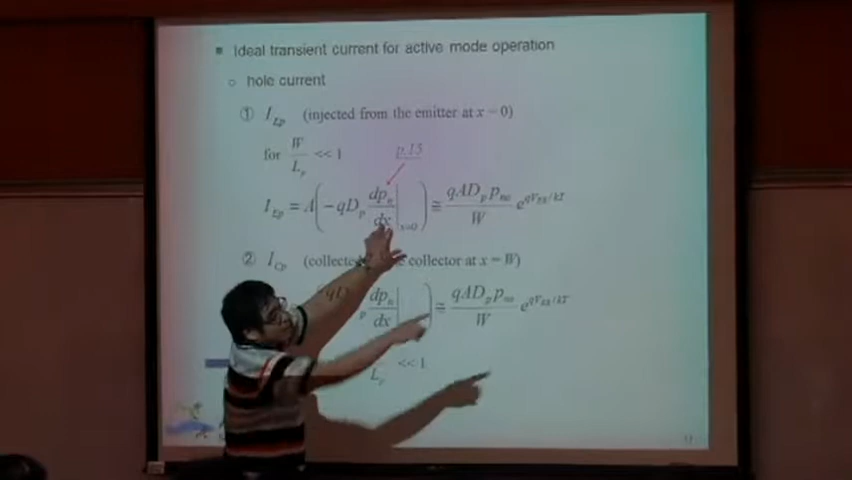 ▪ Ideal transient current for active mode operation
○ hole current
① I_Ep (injected from the emitter at x = 0)
for W/L_p << 1
p.15
I_Ep = A(-qD_p dp_n/dx|_x=0) ≅ qAD_p p_no/W e^qV_EB/kT
② I_Cp (collected collector at x = W)
qD_p dp_n/dx|) ≅ qAD_p p_no/W e^qV_EB/kT
L_p << 1